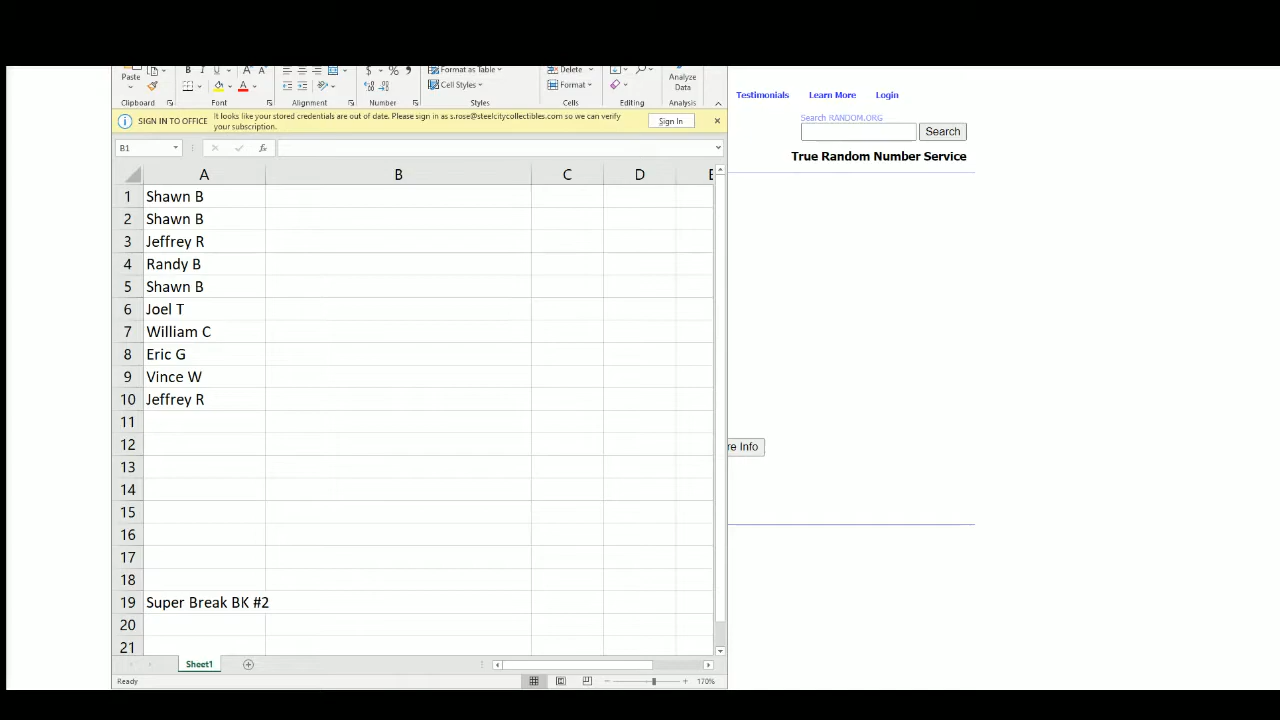 Paste
B I U A A
$ % 9
Format as Table
Cell Styles
Delete
Format
Analyze
Data
Clipboard Font Alignment Number Styles Cells Editing Analysis
SIGN IN TO OFFICE It looks like your stored credentials are out of date. Please sign in as s.rose@steelcitycollectibles.com so we can verify
your subscription.
Sign In
B1 fx
A B C D E
1 Shawn B
2 Shawn B
3 Jeffrey R
4 Randy B
5 Shawn B
6 Joel T
7 William C
8 Eric G
9 Vince W
10 Jeffrey R
11
12
13
14
15
16
17
18
19 Super Break BK #2
20
21
Sheet1
Ready 170%
Testimonials Learn More Login
Search RANDOM.ORG
Search
True Random Number Service
re Info